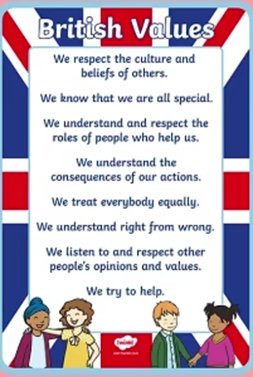 British Values
We respect the culture and
beliefs of others.
We know that we are all special.
We understand and respect the
roles of people who help us.
We understand the
consequences of our actions.
We treat everybody equally.
We understand right from wrong.
We listen to and respect other
people's opinions and values.
We try to help.
twinkl